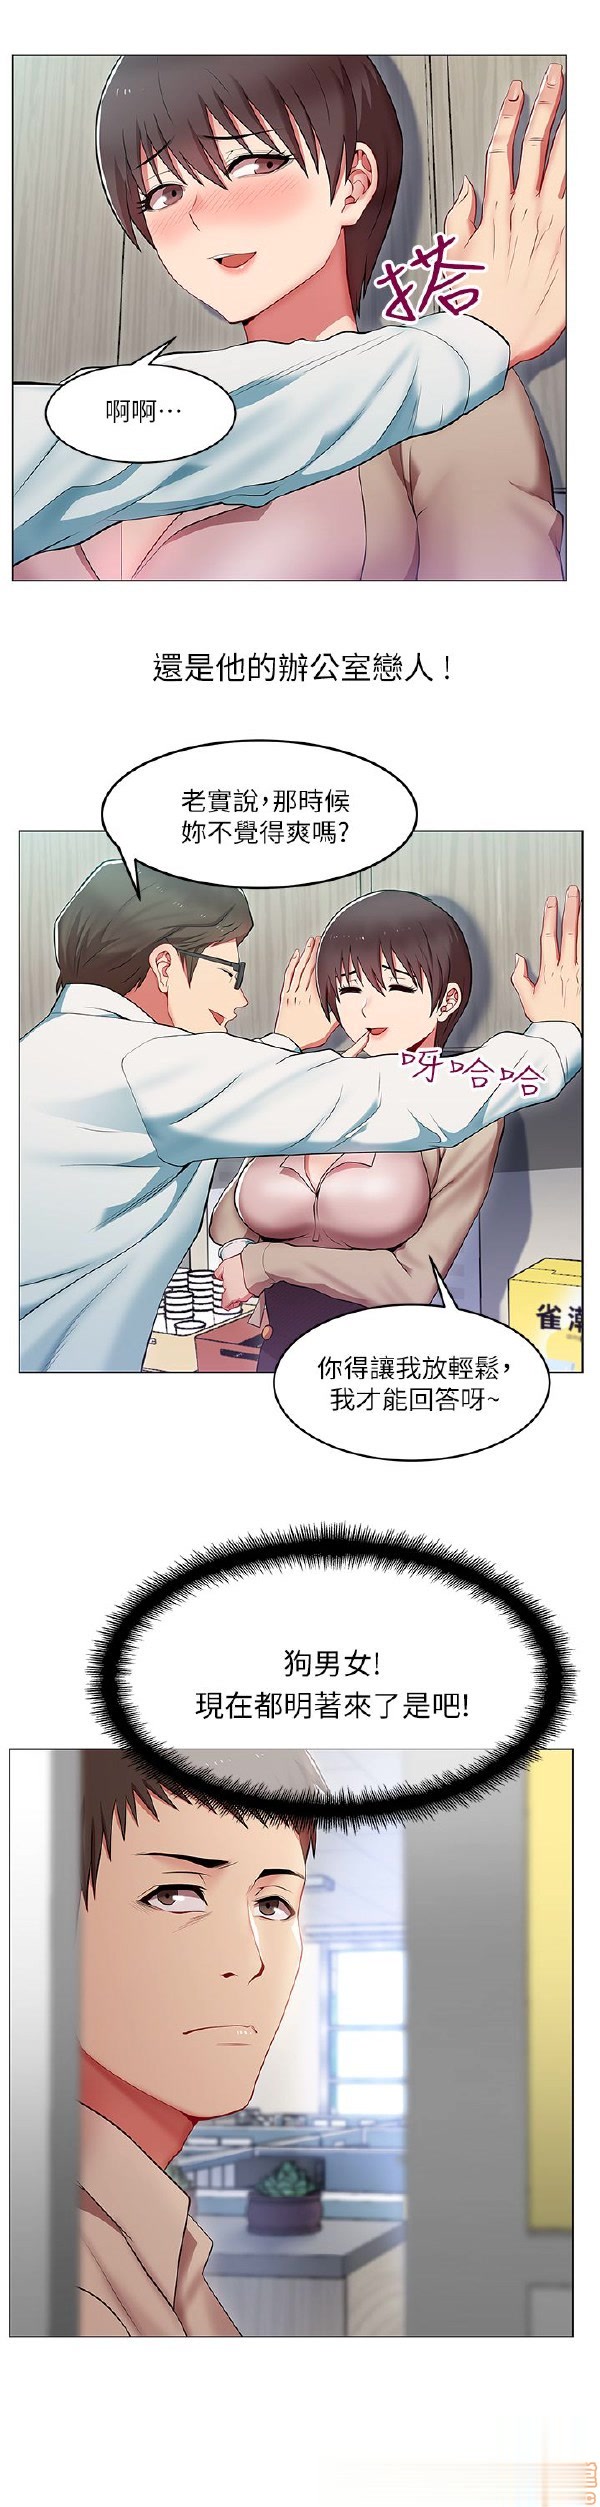 搭
啊啊…
還是他的辦公室戀人！
老實說，那時候
妳不覺得爽嗎?
呀哈哈
你得讓我放輕鬆，
我才能回答呀~
狗男女!
現在都明著來了是吧!